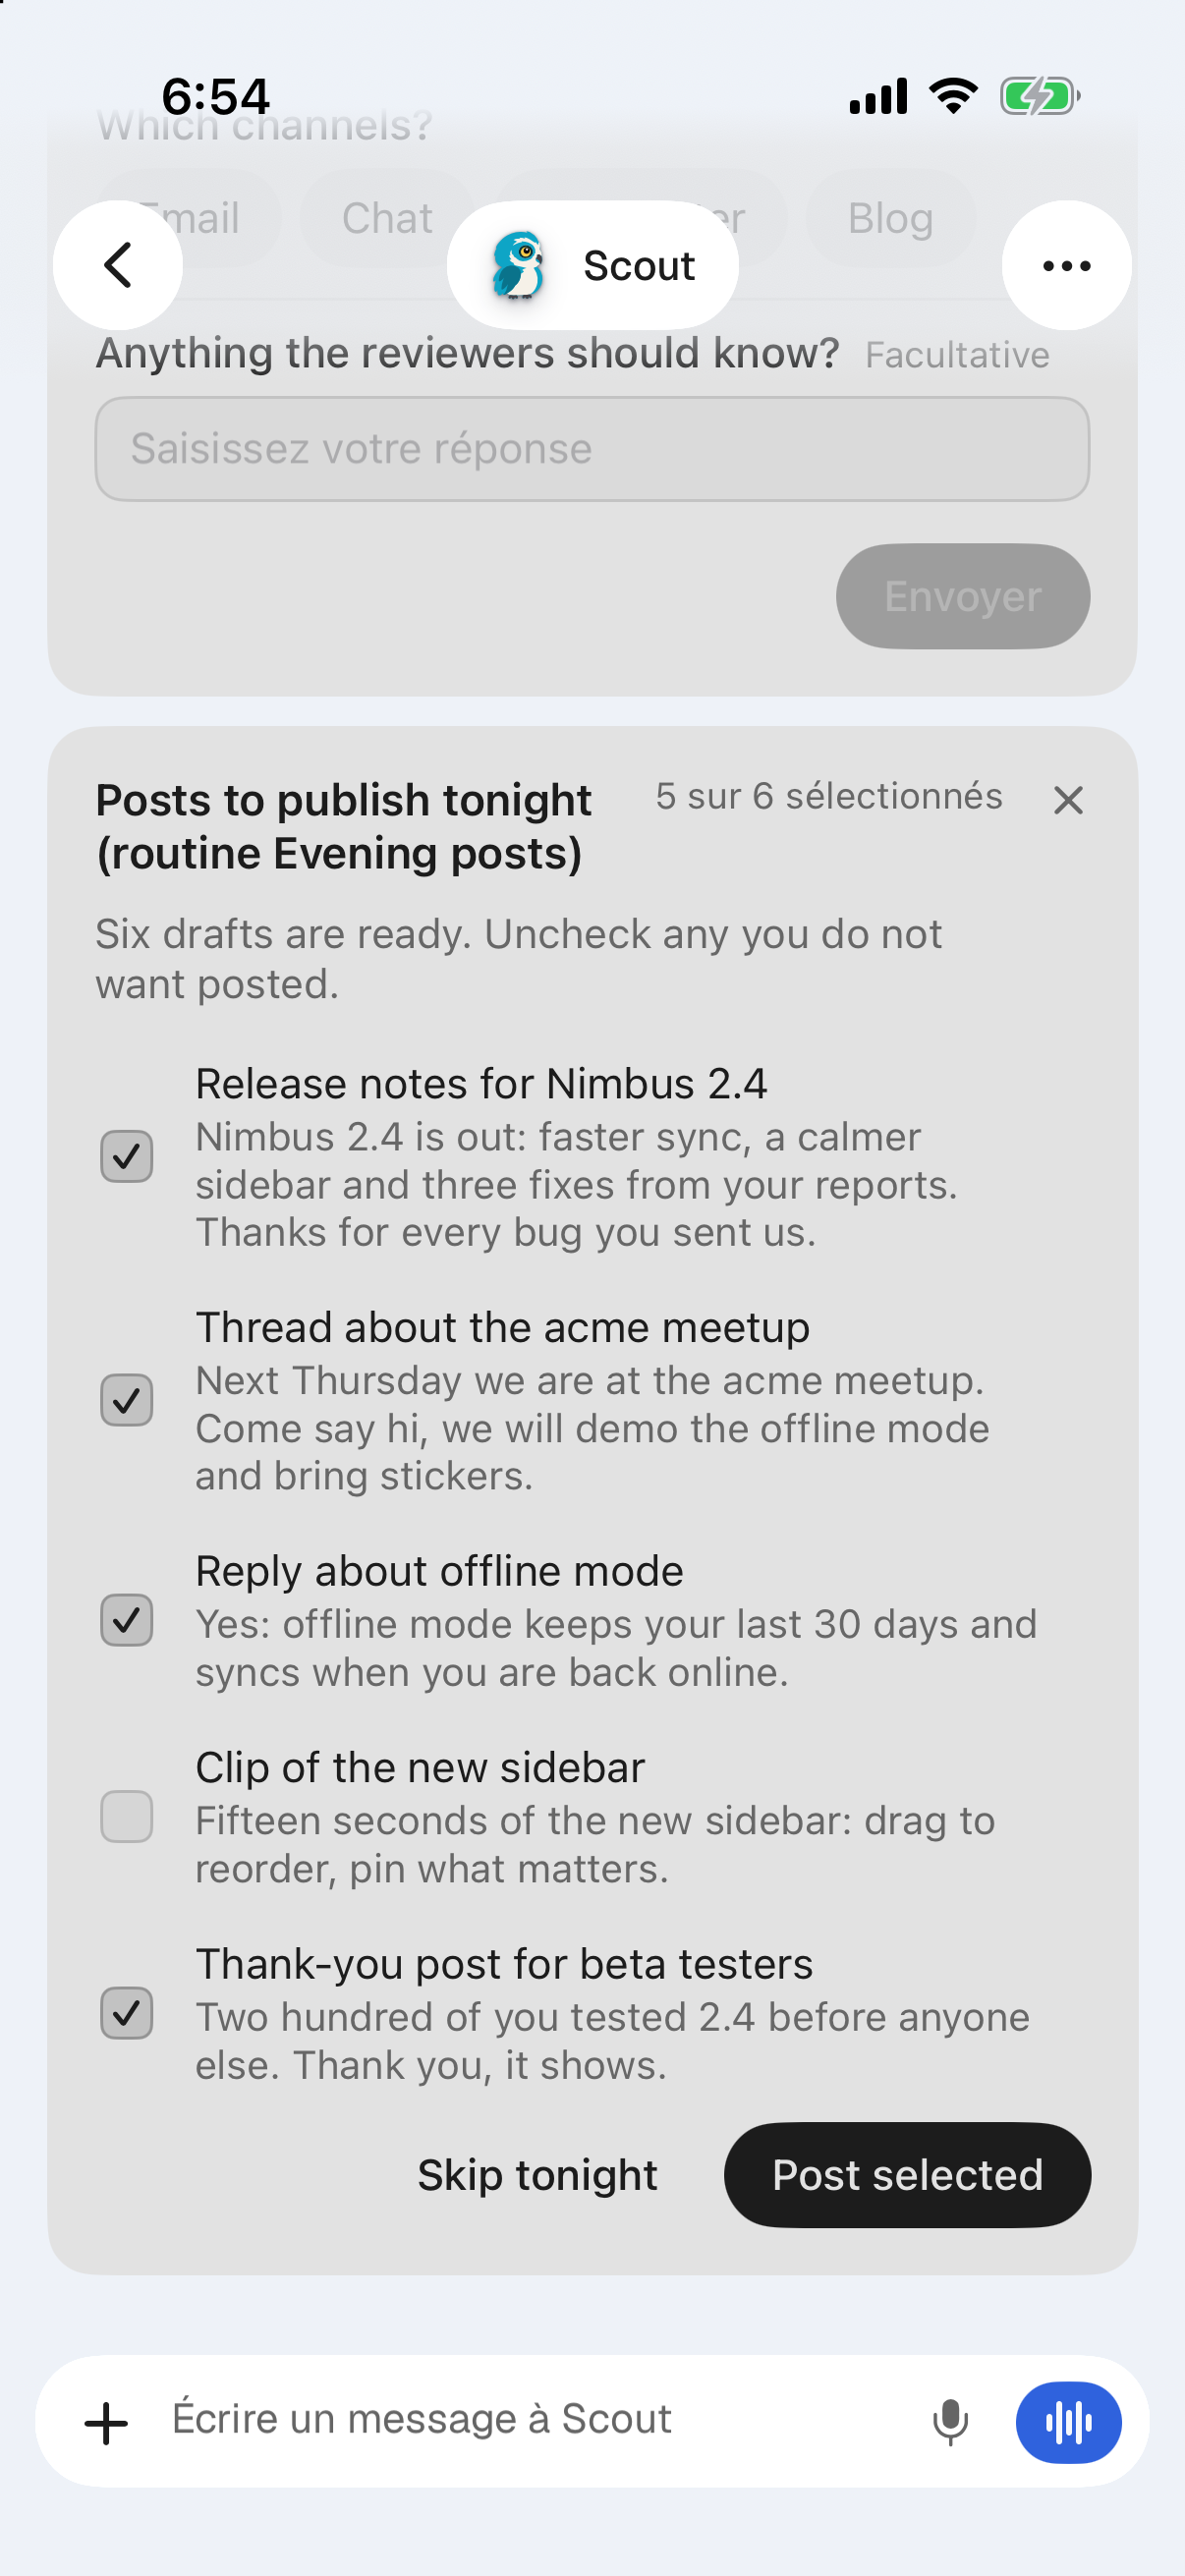 6:54
Which channels?
Email
Chat
Blog
Scout
Anything the reviewers should know? Facultative
Saisissez votre réponse
Envoyer
Posts to publish tonight
(routine Evening posts)
5 sur 6 sélectionnés
Six drafts are ready. Uncheck any you do not
want posted.
Release notes for Nimbus 2.4
Nimbus 2.4 is out: faster sync, a calmer
sidebar and three fixes from your reports.
Thanks for every bug you sent us.
Thread about the acme meetup
Next Thursday we are at the acme meetup.
Come say hi, we will demo the offline mode
and bring stickers.
Reply about offline mode
Yes: offline mode keeps your last 30 days and
syncs when you are back online.
Clip of the new sidebar
Fifteen seconds of the new sidebar: drag to
reorder, pin what matters.
Thank-you post for beta testers
Two hundred of you tested 2.4 before anyone
else. Thank you, it shows.
Skip tonight
Post selected
Écrire un message à Scout